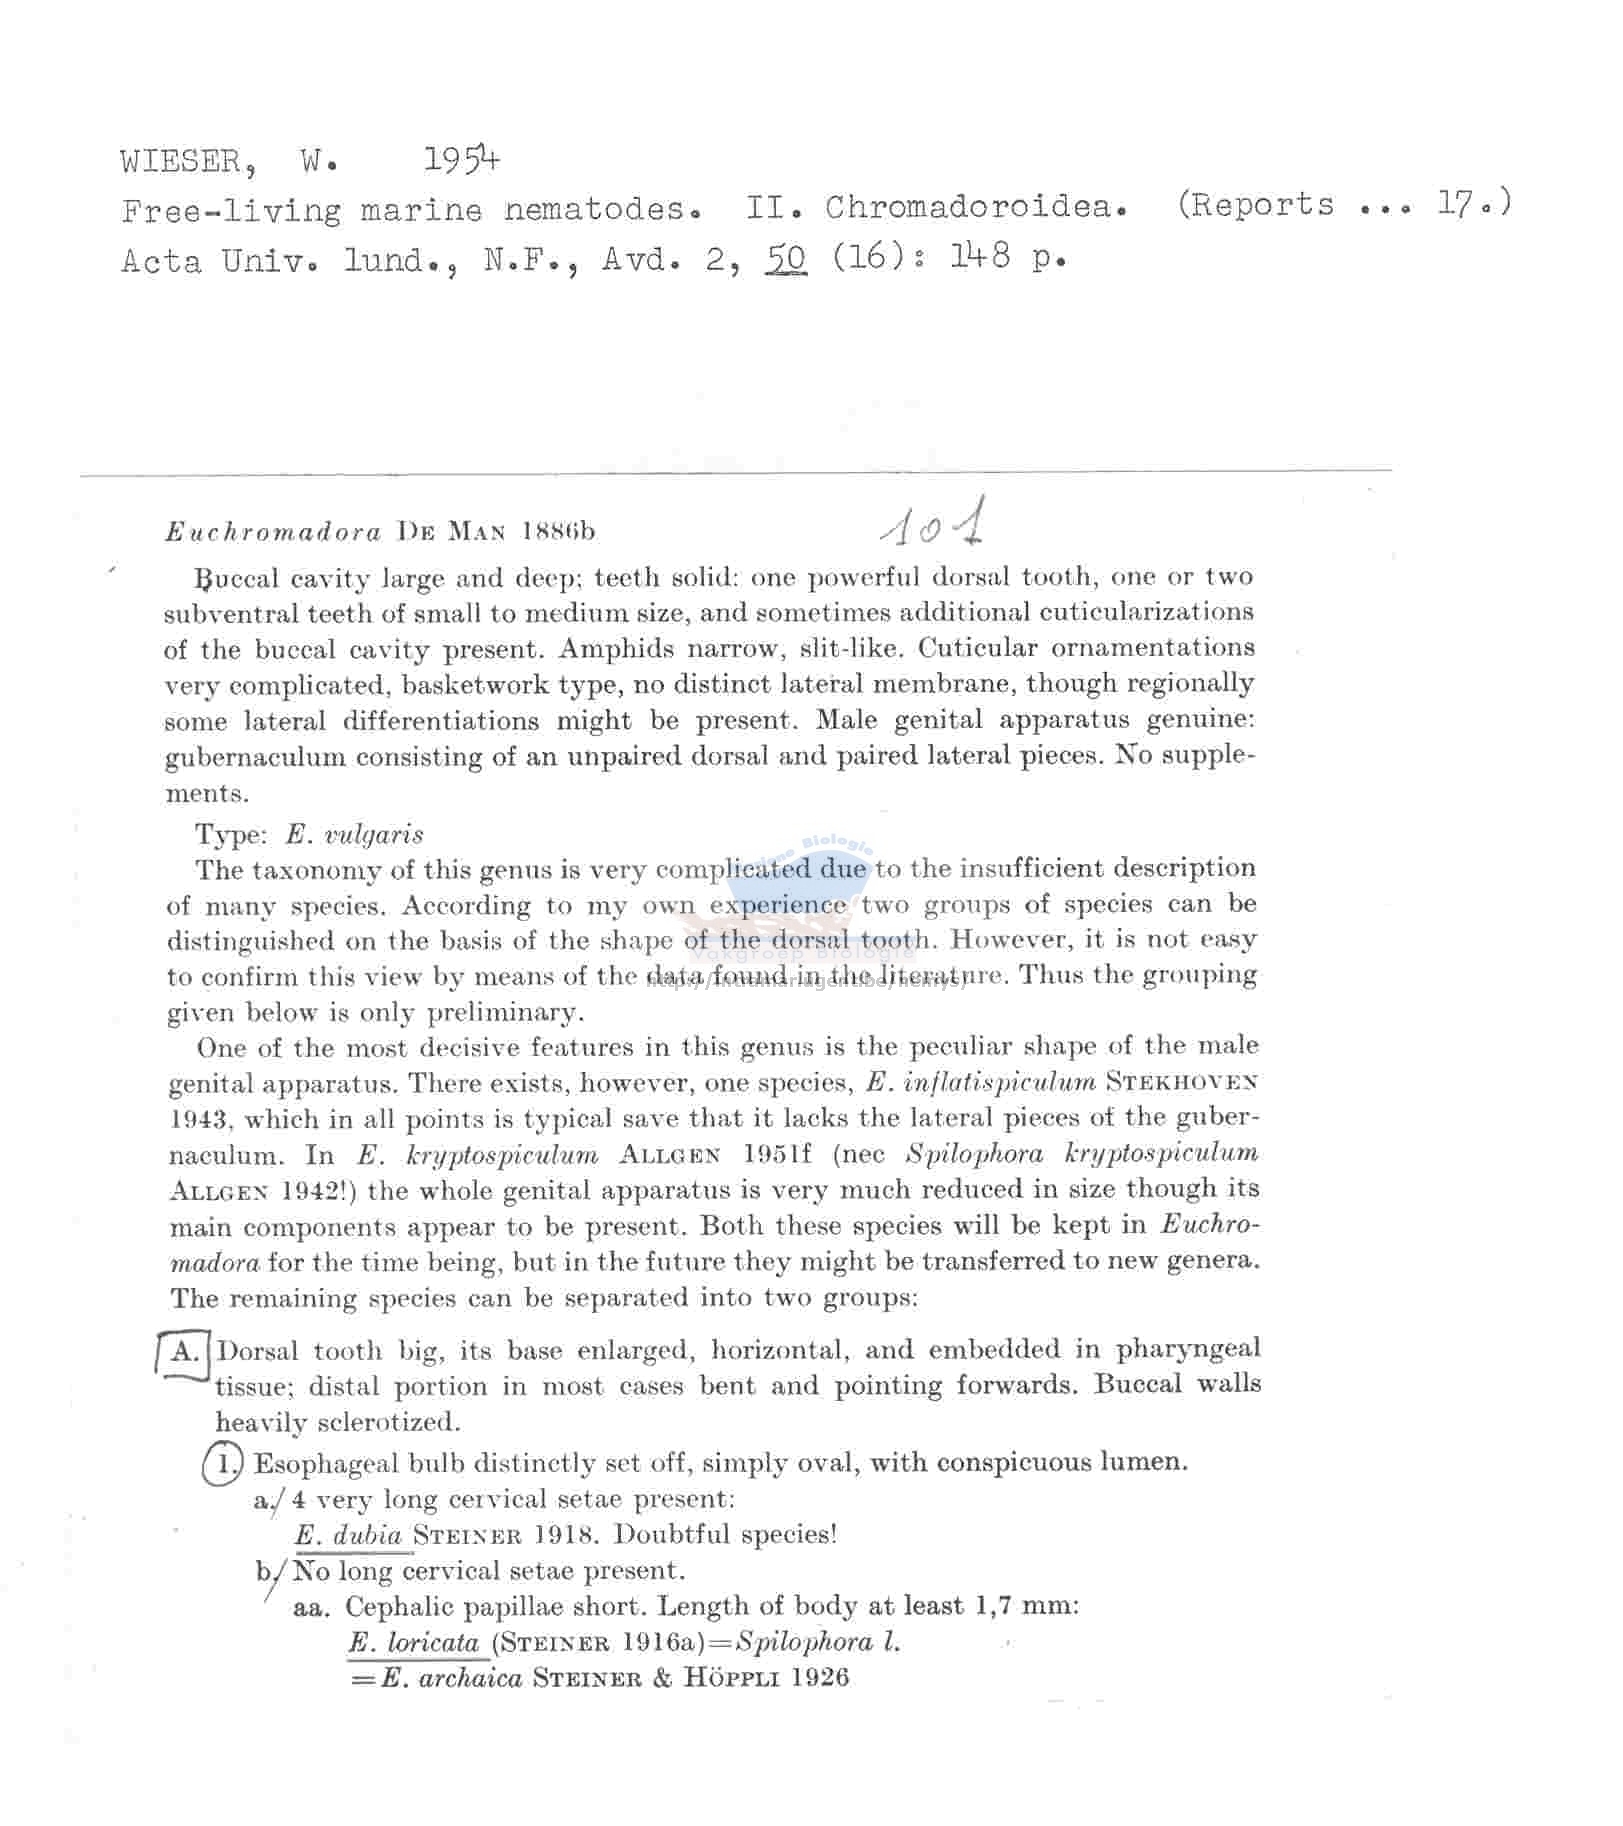 WIESER, W. 1954
Free-living marine nematodes. II. Chromadoroidea. (Reports ... 17.)
Acta Univ. lund., N.F., Avd. 2, 50 (16): 148 p.
Euchromadora DE MAN 1886b
101
Buccal cavity large and deep; teeth solid: one powerful dorsal tooth, one or two
subventral teeth of small to medium size, and sometimes additional cuticularizations
of the buccal cavity present. Amphids narrow, slit-like. Cuticular ornamentations
very complicated, basketwork type, no distinct lateral membrane, though regionally
some lateral differentiations might be present. Male genital apparatus genuine:
gubernaculum consisting of an unpaired dorsal and paired lateral pieces. No supple-
ments.
Type: E. vulgaris
Biologie
The taxonomy of this genus is very complicated due to the insufficient description
of many species. According to my own experience two groups of species can be
distinguished on the basis of the shape of the dorsal tooth. However, it is not easy
Vakgroep Biologie
to confirm this view by means of the data found in the literature. Thus the grouping
given below is only preliminary.
One of the most decisive features in this genus is the peculiar shape of the male
genital apparatus. There exists, however, one species, E. inflatispiculum STEKHOVEN
1943, which in all points is typical save that it lacks the lateral pieces of the guber-
naculum. In E. kryptospiculum ALLGEN 1951f (nec Spilophora kryptospiculum
ALLGEN 1942!) the whole genital apparatus is very much reduced in size though its
main components appear to be present. Both these species will be kept in Euchro-
madora for the time being, but in the future they might be transferred to new genera.
The remaining species can be separated into two groups:
A. Dorsal tooth big, its base enlarged, horizontal, and embedded in pharyngeal
tissue; distal portion in most cases bent and pointing forwards. Buccal walls
heavily sclerotized.
1. Esophageal bulb distinctly set off, simply oval, with conspicuous lumen.
a./ 4 very long cervical setae present:
E. dubia STEINER 1918. Doubtful species!
b./ No long cervical setae present.
aa. Cephalic papillae short. Length of body at least 1,7 mm:
E. loricata (STEINER 1916a)=Spilophora l.
=E. archaica STEINER & HÖPPLI 1926